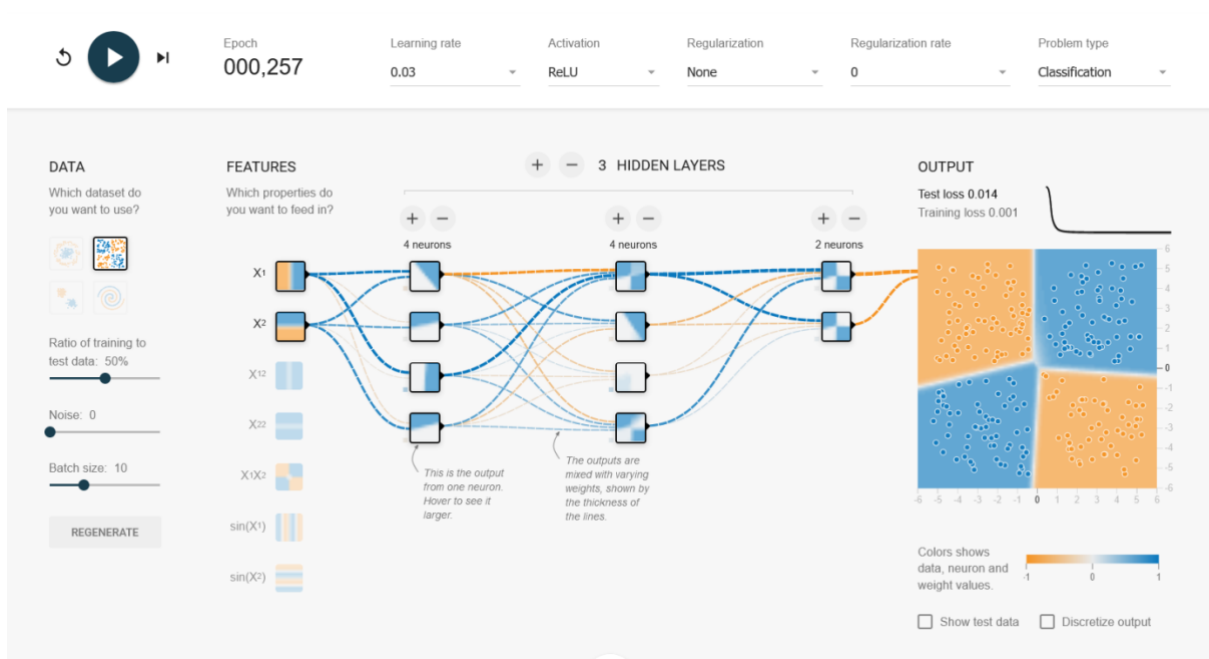 Epoch
000,257
Learning rate
0.03
Activation
ReLU
Regularization
None
Regularization rate
0
Problem type
Classification
DATA
Which dataset do
you want to use?
Ratio of training to
test data: 50%
Noise: 0
Batch size: 10
REGENERATE
FEATURES
Which properties do
you want to feed in?
X1
X2
X12
X22
X1X2
sin(X1)
sin(X2)
+ − 3 HIDDEN LAYERS
+ −
4 neurons
+ −
4 neurons
+ −
2 neurons
This is the output
from one neuron.
Hover to see it
larger.
The outputs are
mixed with varying
weights, shown by
the thickness of
the lines.
OUTPUT
Test loss 0.014
Training loss 0.001
6
5
4
3
2
1
0
-1
-2
-3
-4
-5
-6
-6 -5 -4 -3 -2 -1 0 1 2 3 4 5 6
Colors shows
data, neuron and
weight values.
-1 0 1
Show test data
Discretize output